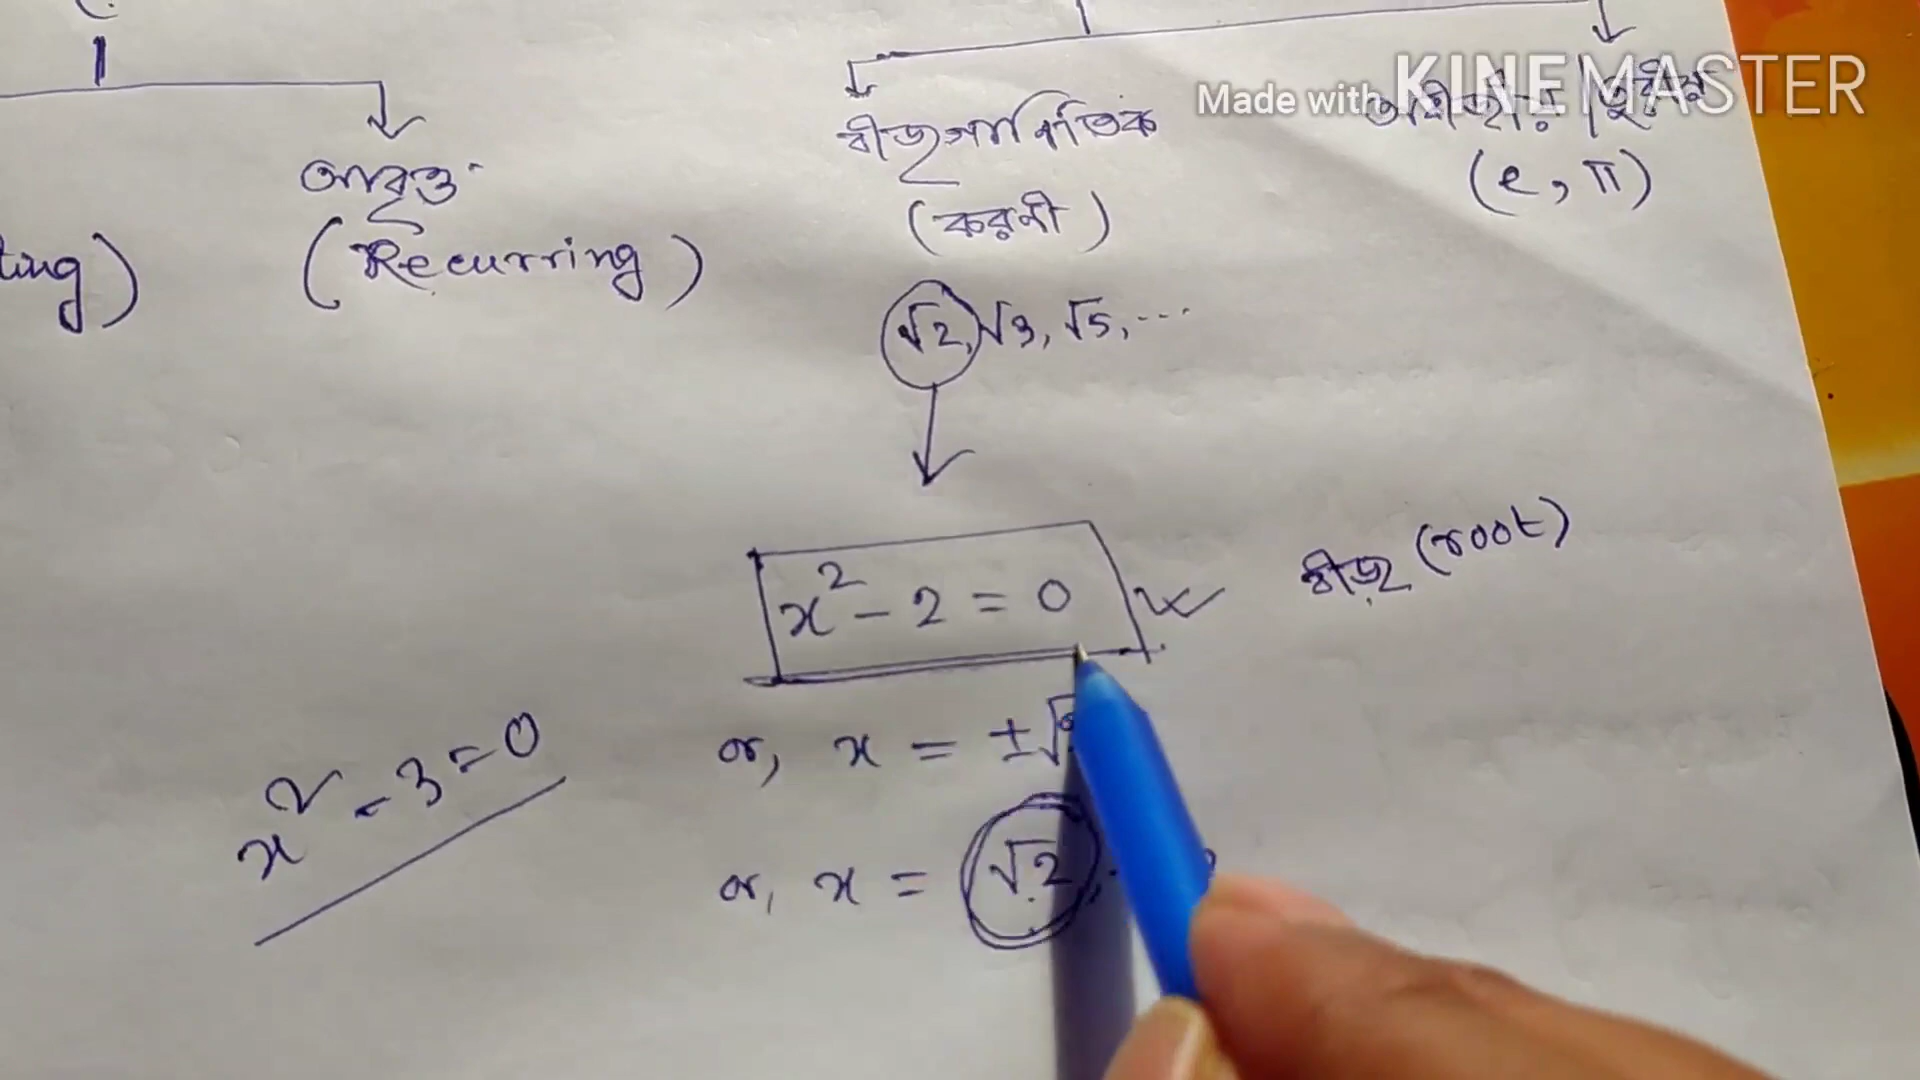 Made with KINEMASTER
বীজগাণিতিক
(e, π)
আবৃত্ত
(করণী)
ting)
(Recurring)
√2, √3, √5, ...
বীজ (root)
x² - 2 = 0
x² - 3 = 0
or, x = ±√
or, x = √2